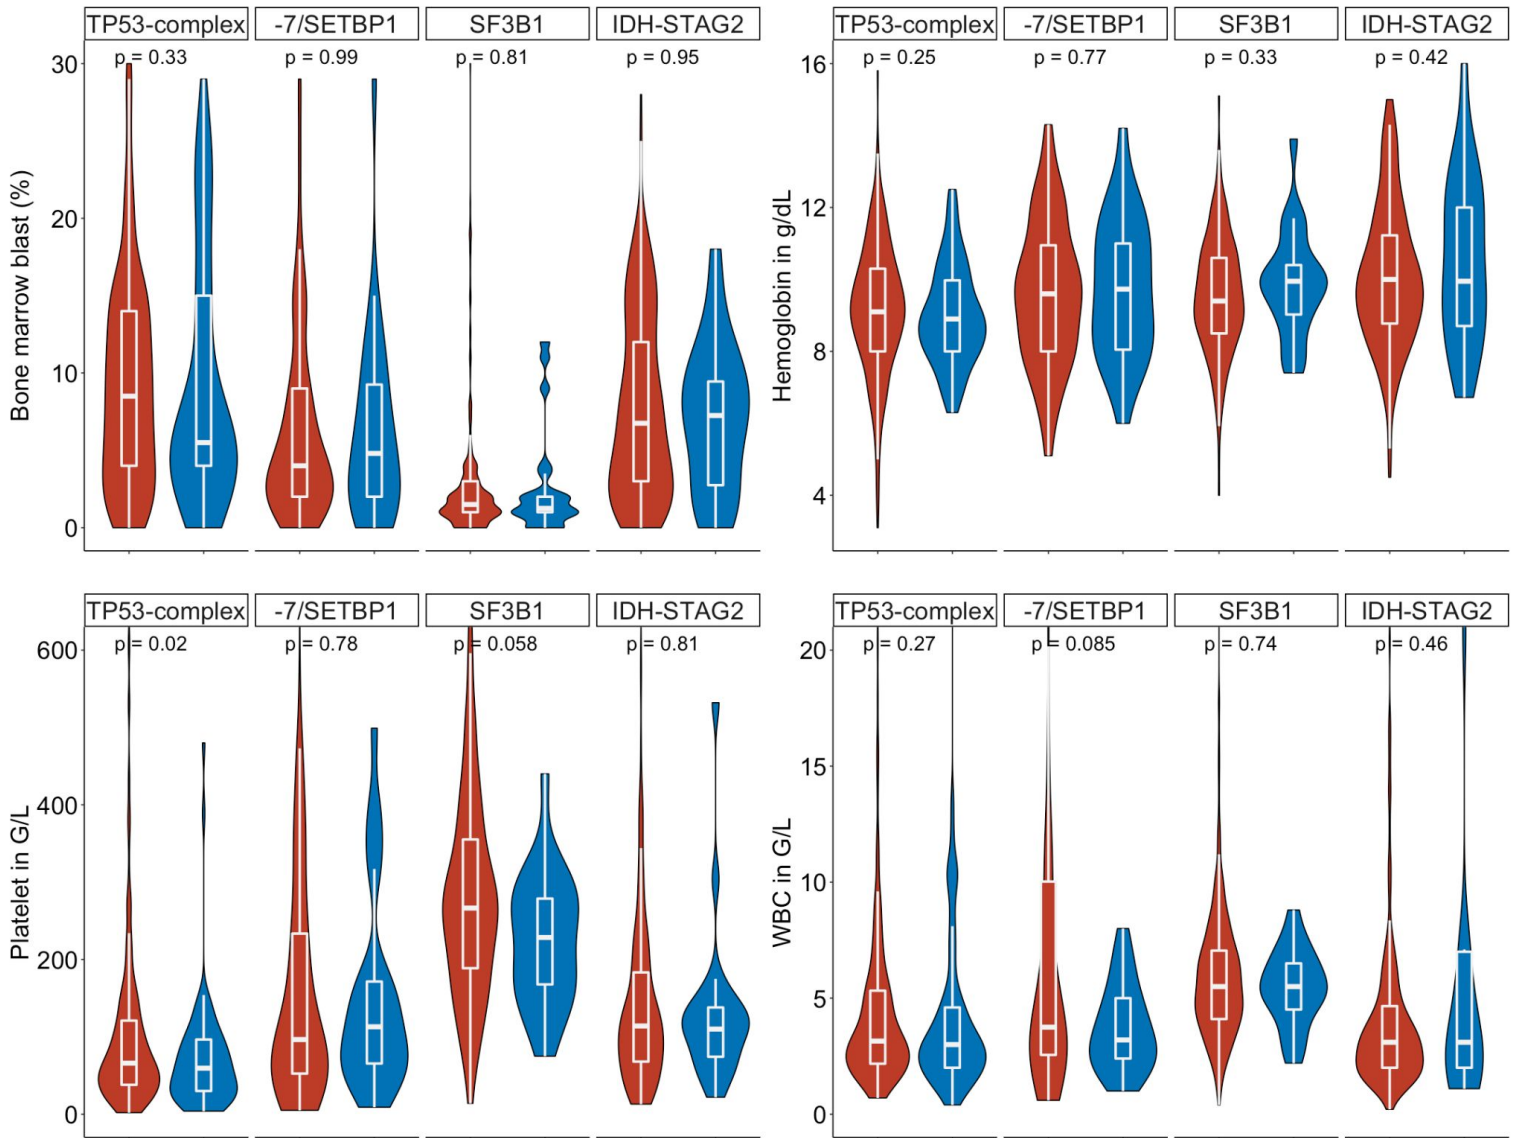 TP53-complex -7/SETBP1 SF3B1 IDH-STAG2
p = 0.33 p = 0.99 p = 0.81 p = 0.95
30
20
10
0
Bone marrow blast (%)
TP53-complex -7/SETBP1 SF3B1 IDH-STAG2
p = 0.25 p = 0.77 p = 0.33 p = 0.42
16
12
8
4
Hemoglobin in g/dL
TP53-complex -7/SETBP1 SF3B1 IDH-STAG2
p = 0.02 p = 0.78 p = 0.058 p = 0.81
600
400
200
0
Platelet in G/L
TP53-complex -7/SETBP1 SF3B1 IDH-STAG2
p = 0.27 p = 0.085 p = 0.74 p = 0.46
20
15
10
5
0
WBC in G/L